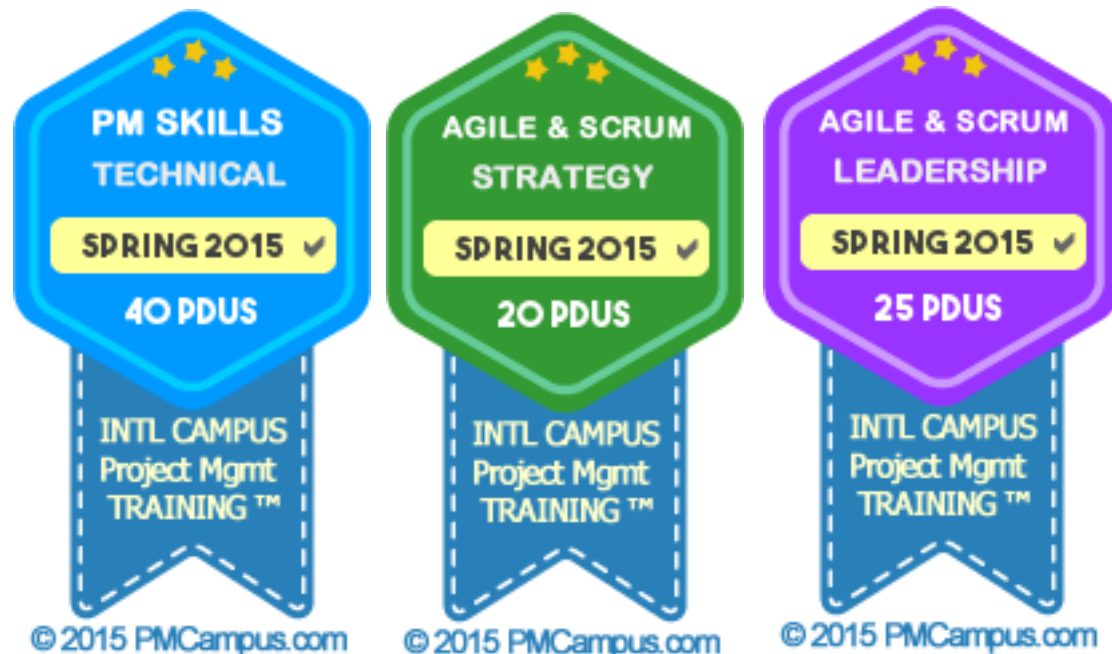 PM SKILLS
TECHNICAL
SPRING 2015
40 PDUS
INTL CAMPUS
Project Mgmt
TRAINING ™
© 2015 PMCampus.com
AGILE & SCRUM
STRATEGY
SPRING 2015
20 PDUS
INTL CAMPUS
Project Mgmt
TRAINING ™
© 2015 PMCampus.com
AGILE & SCRUM
LEADERSHIP
SPRING 2015
25 PDUS
INTL CAMPUS
Project Mgmt
TRAINING ™
© 2015 PMCampus.com